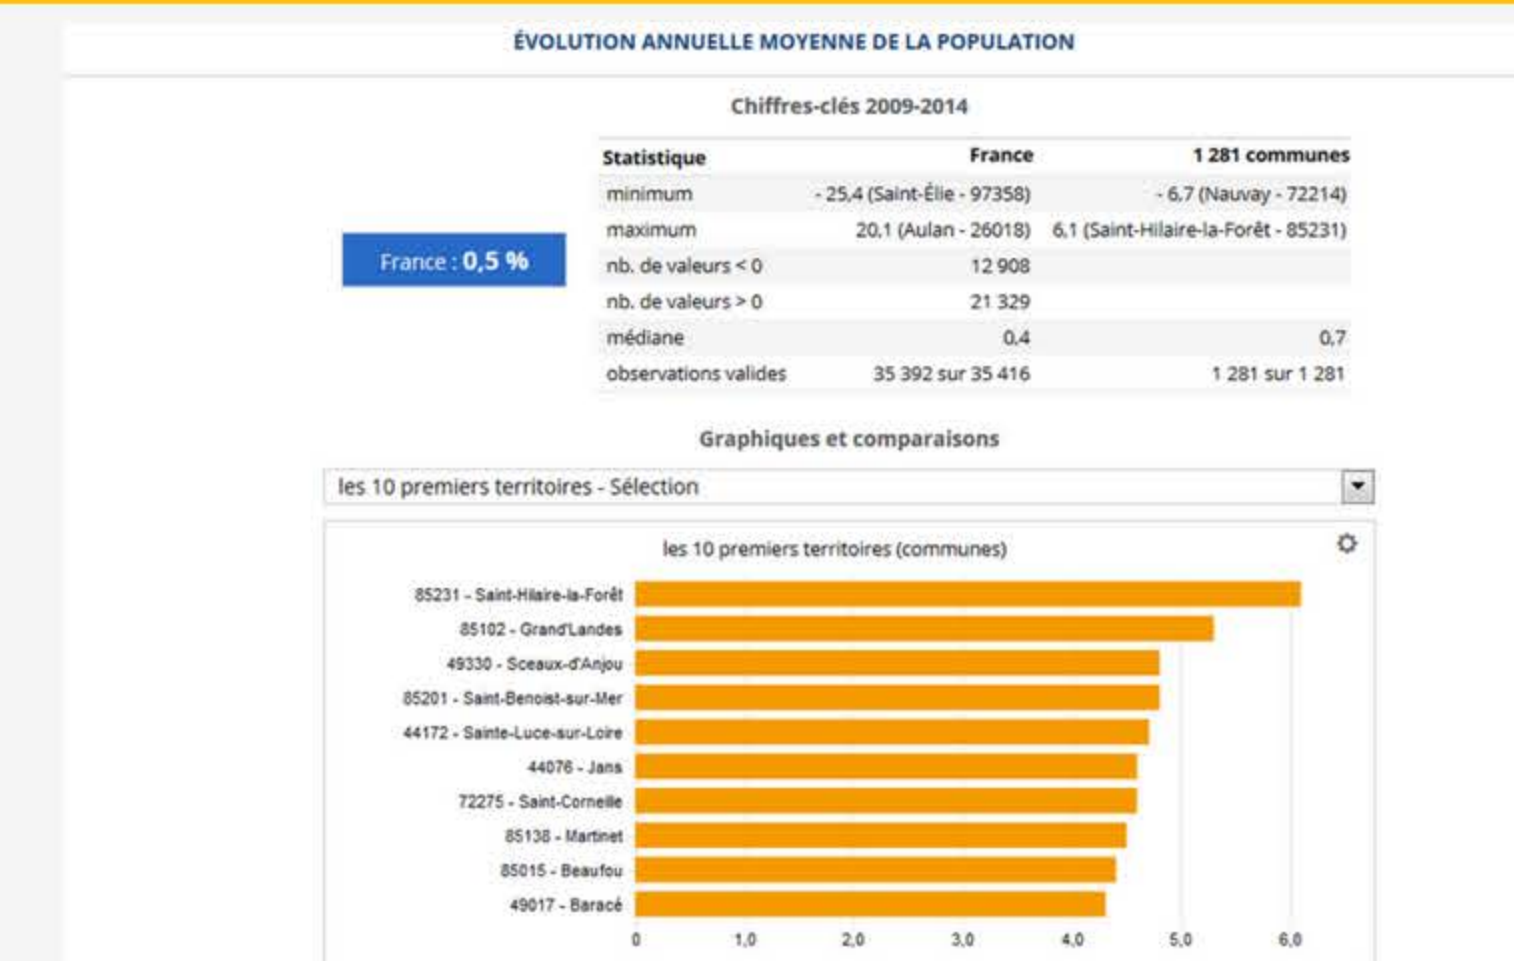 ÉVOLUTION ANNUELLE MOYENNE DE LA POPULATION
Chiffres-clés 2009-2014
Statistique France 1 281 communes
minimum - 25,4 (Saint-Élie - 97358) - 6,7 (Nauvay - 72214)
maximum 20,1 (Aulan - 26018) 6,1 (Saint-Hilaire-la-Forêt - 85231)
France : 0,5 %
nb. de valeurs < 0 12 908
nb. de valeurs > 0 21 329
médiane 0,4 0,7
observations valides 35 392 sur 35 416 1 281 sur 1 281
Graphiques et comparaisons
les 10 premiers territoires - Sélection
les 10 premiers territoires (communes)
85231 - Saint-Hilaire-la-Forêt
85102 - Grand'Landes
49330 - Sceaux-d'Anjou
85201 - Saint-Benoist-sur-Mer
44172 - Sainte-Luce-sur-Loire
44076 - Jans
72275 - Saint-Corneille
85138 - Martinet
85015 - Beaufou
49017 - Baracé
0 1,0 2,0 3,0 4,0 5,0 6,0